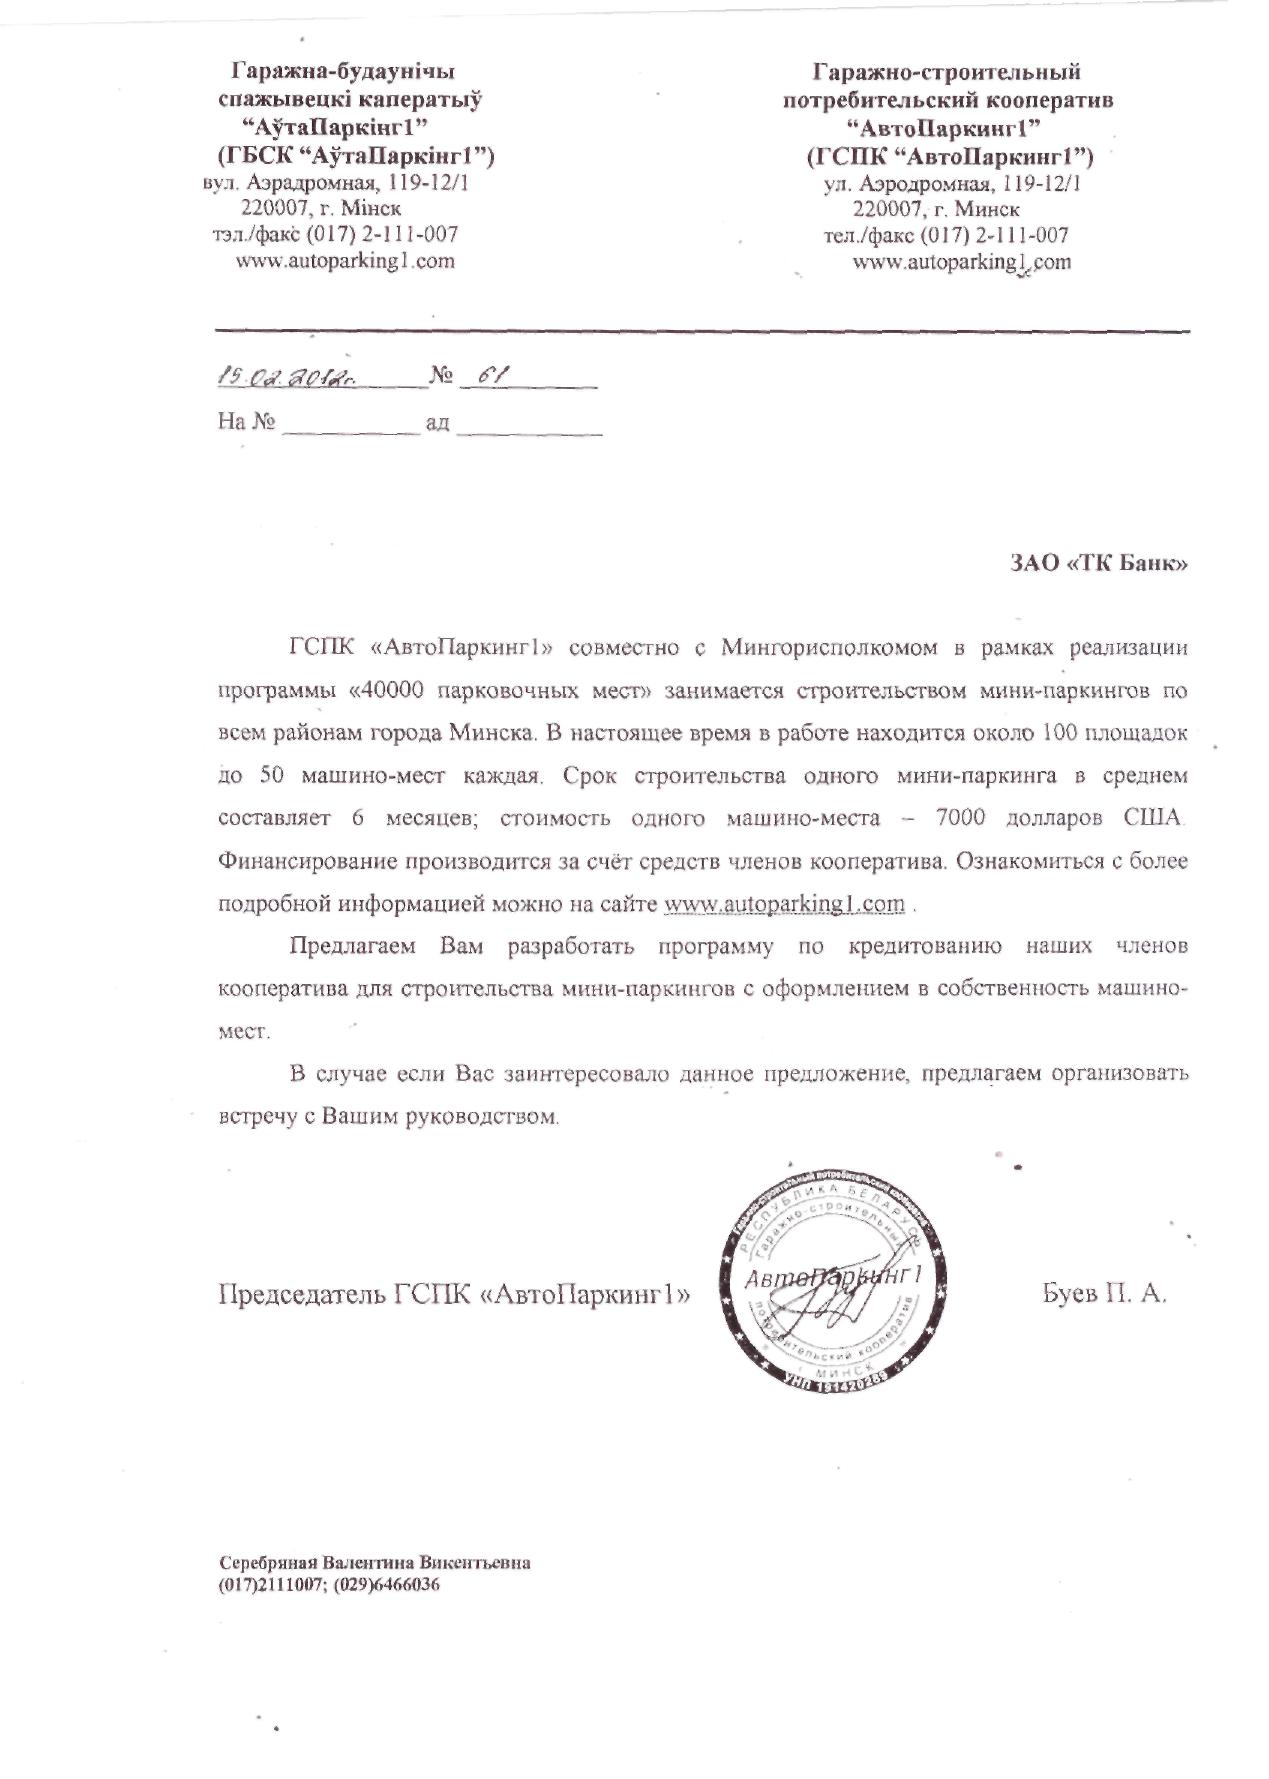 Гаражна-будаунічы
спажывецкі каператыў
“АўтаПаркінг1”
(ГБСК “АўтаПаркінг1”)
вул. Аэрадромная, 119-12/1
220007, г. Мінск
тэл./факс (017) 2-111-007
www.autoparking1.com
Гаражно-строительный
потребительский кооператив
“АвтоПаркинг1”
(ГСПК “АвтоПаркинг1”)
ул. Аэродромная, 119-12/1
220007, г. Минск
тел./факс (017) 2-111-007
www.autoparking1.com
15.02.2012г. № 61
На № ___________ ад ___________
ЗАО «ТК Банк»
ГСПК «АвтоПаркинг1» совместно с Мингорисполкомом в рамках реализации
программы «40000 парковочных мест» занимается строительством мини-паркингов по
всем районам города Минска. В настоящее время в работе находится около 100 площадок
до 50 машино-мест каждая. Срок строительства одного мини-паркинга в среднем
составляет 6 месяцев; стоимость одного машино-места – 7000 долларов США.
Финансирование производится за счёт средств членов кооператива. Ознакомиться с более
подробной информацией можно на сайте www.autoparking1.com .
Предлагаем Вам разработать программу по кредитованию наших членов
кооператива для строительства мини-паркингов с оформлением в собственность машино-
мест.
В случае если Вас заинтересовало данное предложение, предлагаем организовать
встречу с Вашим руководством.
Председатель ГСПК «АвтоПаркинг1»
Буев П. А.
Гаражно-строительный потребительский кооператив
РЕСПУБЛИКА БЕЛАРУСЬ
Гаражно-строительный
АвтоПаркинг1
потребительский кооператив
г. МИНСК
УНП 191420289
Серебряная Валентина Викентьевна
(017)2111007; (029)6466036